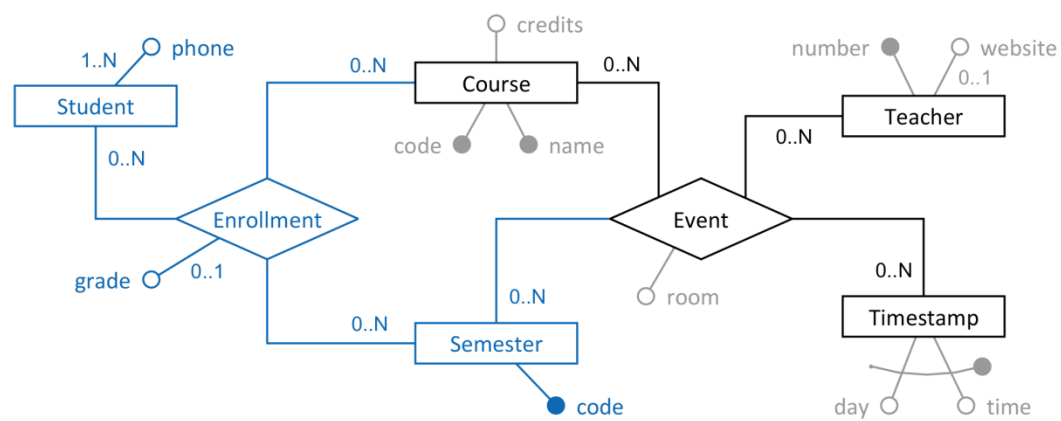 credits
phone
number
website
1..N
0..N
0..N
0..1
Course
Student
Teacher
0..N
code
name
0..N
Enrollment
Event
grade
0..1
0..N
room
0..N
0..N
Timestamp
Semester
code
day
time